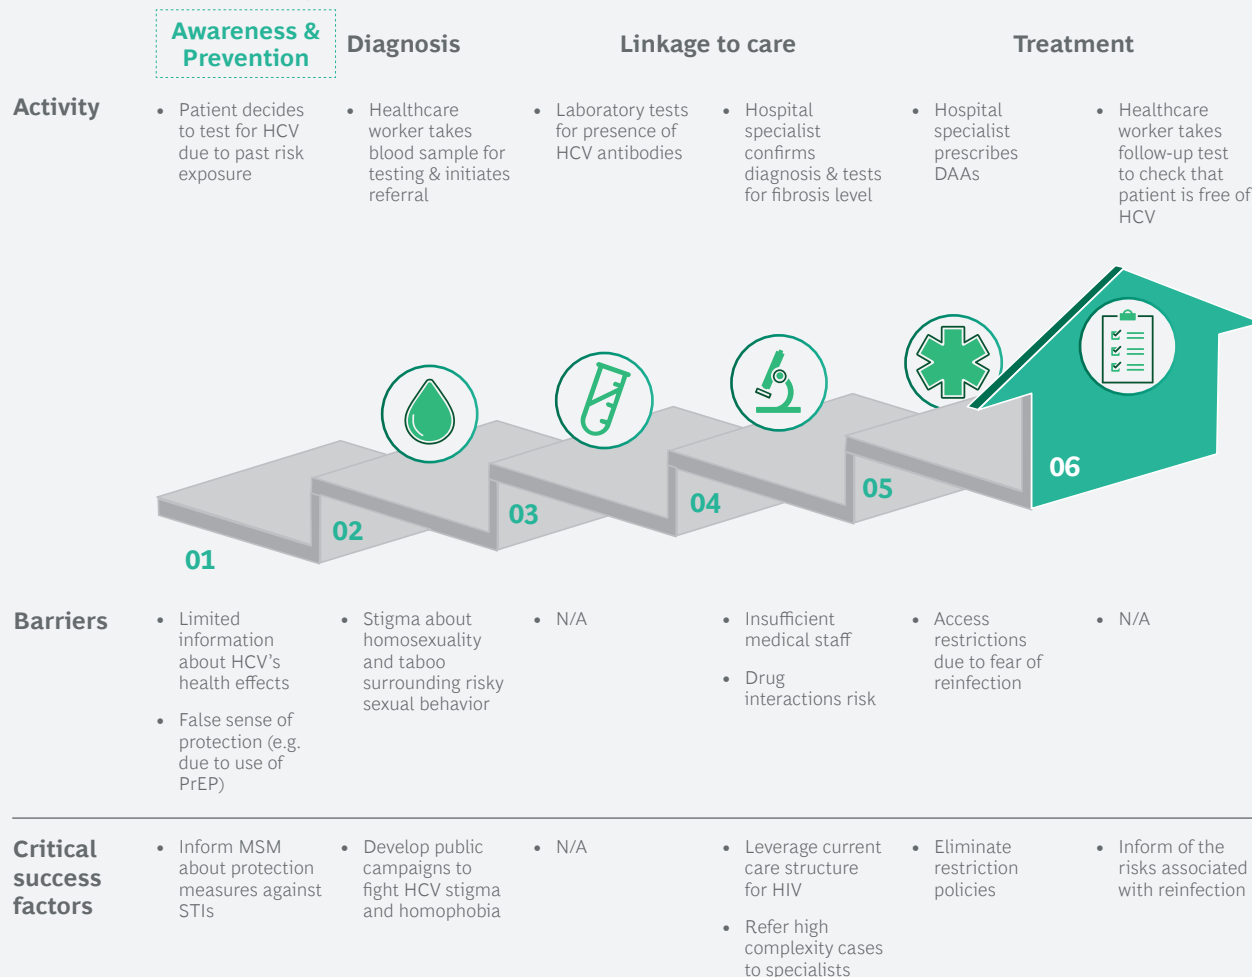 Awareness &
Prevention
Diagnosis
Linkage to care
Treatment
Activity
• Patient decides
to test for HCV
due to past risk
exposure
• Healthcare
worker takes
blood sample for
testing & initiates
referral
• Laboratory tests
for presence of
HCV antibodies
• Hospital
specialist
confirms
diagnosis & tests
for fibrosis level
• Hospital
specialist
prescribes
DAAs
• Healthcare
worker takes
follow-up test
to check that
patient is free of
HCV
01
02
03
04
05
06
Barriers
• Limited
information
about HCV's
health effects
• False sense of
protection (e.g.
due to use of
PrEP)
• Stigma about
homosexuality
and taboo
surrounding risky
sexual behavior
• N/A
• Insufficient
medical staff
• Drug
interactions risk
• Access
restrictions
due to fear of
reinfection
• N/A
Critical
success
factors
• Inform MSM
about protection
measures against
STIs
• Develop public
campaigns to
fight HCV stigma
and homophobia
• N/A
• Leverage current
care structure
for HIV
• Refer high
complexity cases
to specialists
• Eliminate
restriction
policies
• Inform of the
risks associated
with reinfection